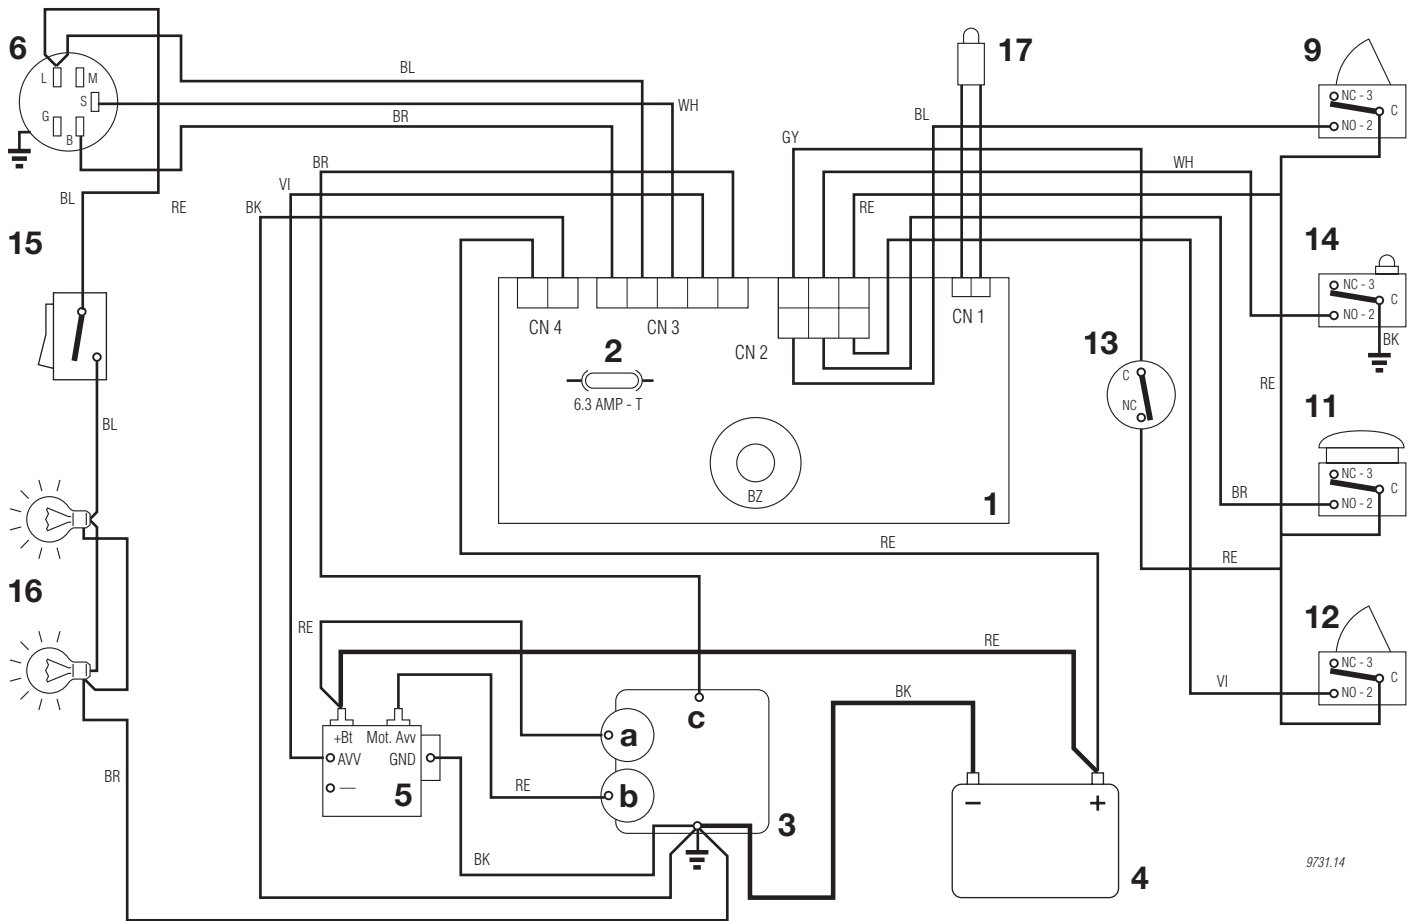 6
L
M
S
G
B
BL
WH
BR
17
9
NC - 3
C
NO - 2
BL
GY
BR
WH
VI
BL
RE
BK
RE
15
14
NC - 3
C
NO - 2
BK
CN 4
CN 3
CN 2
CN 1
2
6.3 AMP - T
13
C
NC
RE
11
NC - 3
C
NO - 2
BL
BZ
1
BR
RE
RE
16
12
NC - 3
C
NO - 2
RE
RE
VI
BK
a
b
c
3
+Bt
Mot. Avv
AVV
GND
—
5
RE
BR
BK
−
+
4
9731.14